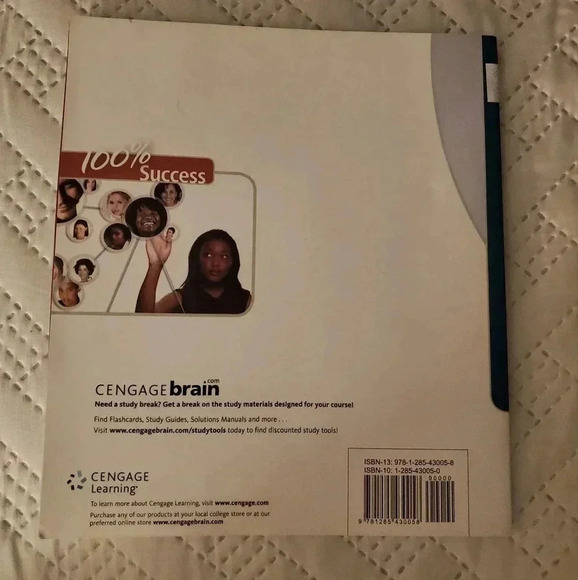 100%
Success
CENGAGEbrain.com
Need a study break? Get a break on the study materials designed for your course!
Find Flashcards, Study Guides, Solutions Manuals and more . . .
Visit www.cengagebrain.com/studytools today to find discounted study tools!
CENGAGE
Learning™
To learn more about Cengage Learning, visit www.cengage.com
Purchase any of our products at your local college store or at our
preferred online store www.cengagebrain.com
ISBN-13: 978-1-285-43005-8
ISBN-10: 1-285-43005-0
90000
9 781285 430058